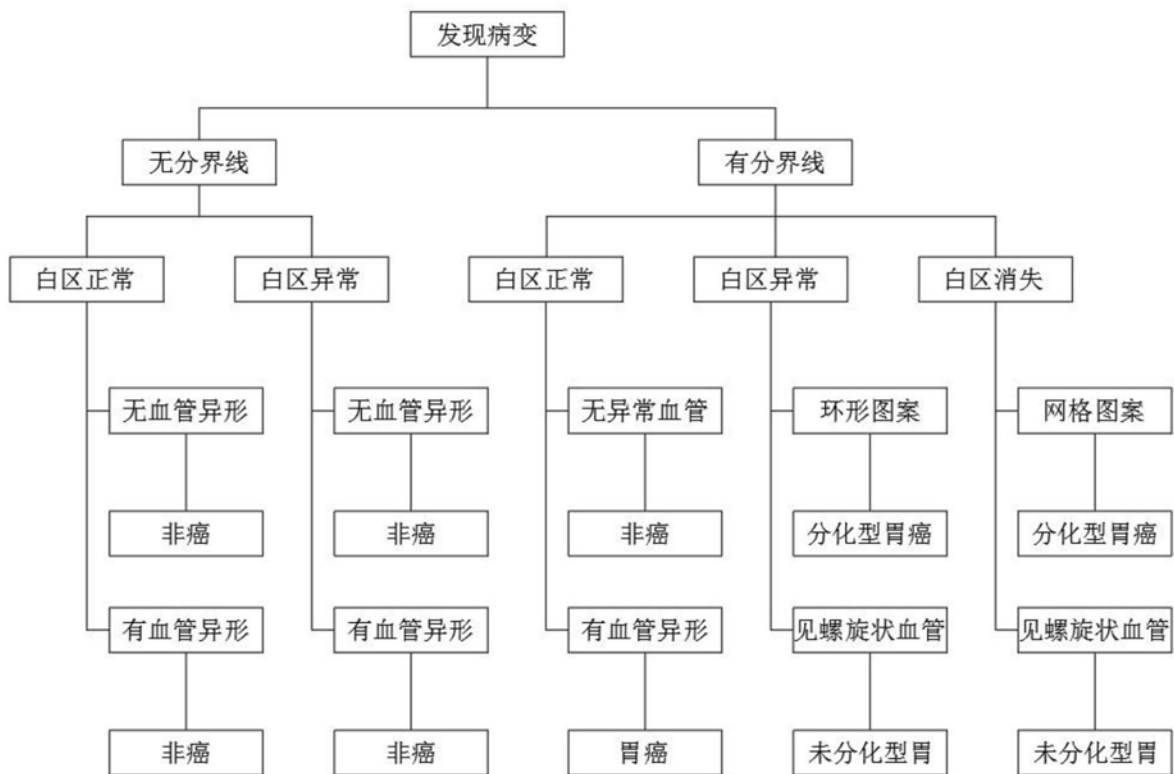 发现病变
无分界线
有分界线
白区正常
白区异常
白区正常
白区异常
白区消失
无血管异形
无血管异形
无异常血管
环形图案
网格图案
非癌
非癌
非癌
分化型胃癌
分化型胃癌
有血管异形
有血管异形
有血管异形
见螺旋状血管
见螺旋状血管
非癌
非癌
胃癌
未分化型胃
未分化型胃